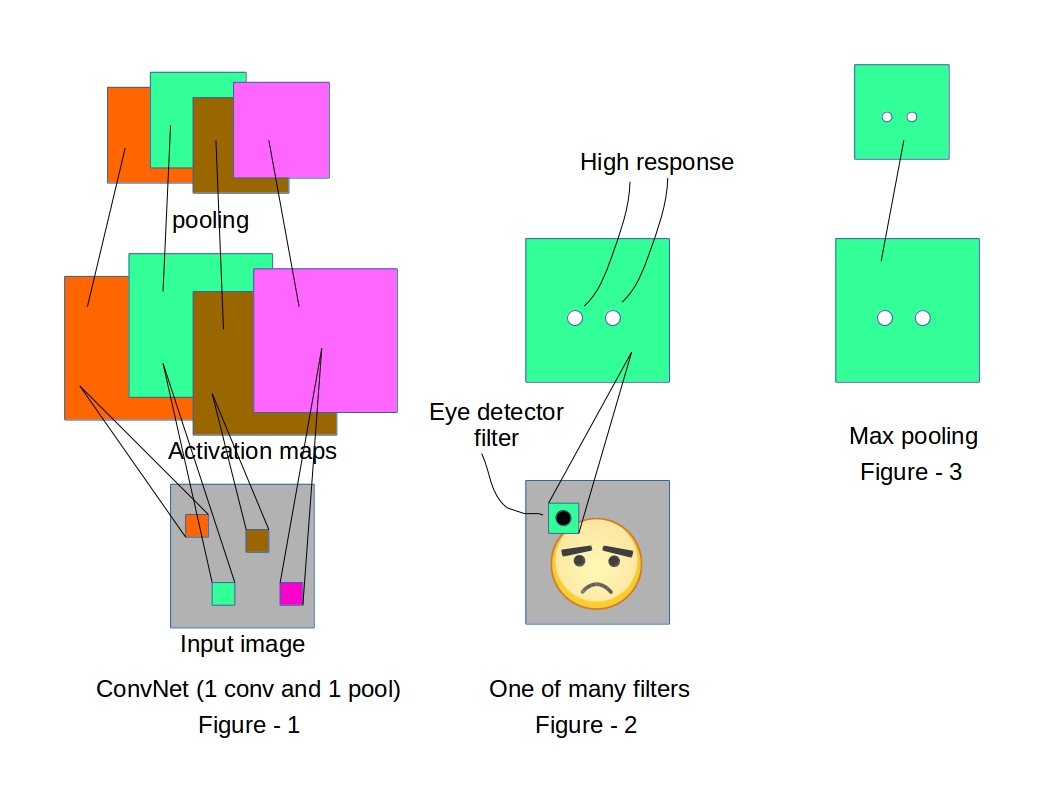 pooling
Activation maps
Input image
ConvNet (1 conv and 1 pool)
Figure - 1
High response
Eye detector
filter
One of many filters
Figure - 2
Max pooling
Figure - 3